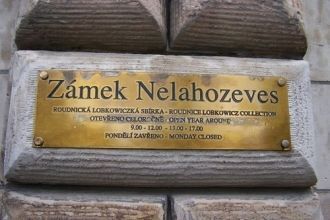 Zámek Nelahozeves
ROUDNICKÁ LOBKOWICZKÁ SBÍRKA - ROUDNICE LOBKOWICZ COLLECTION
OTEVŘENO CELOROČNĚ - OPEN YEAR AROUND
9.00-12.00 - 13.00-17.00
PONDĚLÍ ZAVŘENO - MONDAY CLOSED